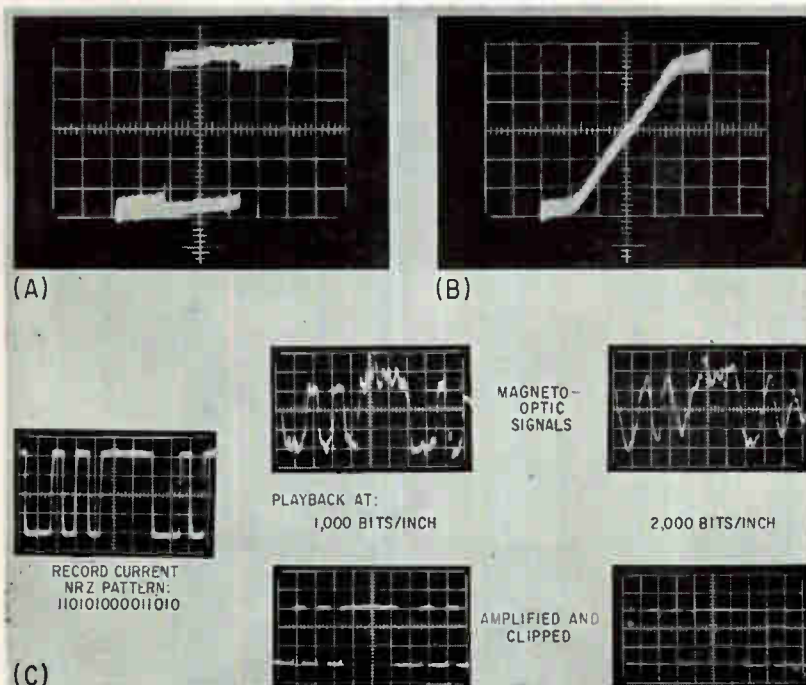 (A)
(B)
MAGNETO-
OPTIC
SIGNALS
PLAYBACK AT:
1,000 BITS/INCH
2,000 BITS/INCH
RECORD CURRENT
NRZ PATTERN:
110101000011010
AMPLIFIED AND
CLIPPED
(C)